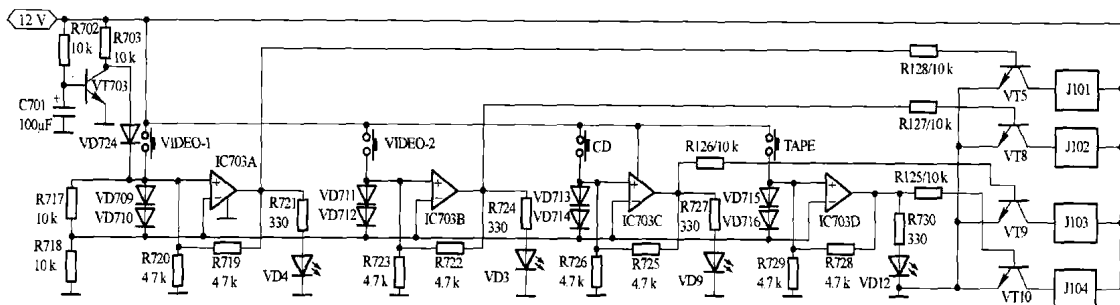 12 V
R702
10 k
R703
10 k
VT703
C701
+
100μF
VD724
VIDEO-1
VIDEO-2
CD
TAPE
R128/10 k
R127/10 k
R126/10 k
R125/10 k
VT5
J101
VT8
J102
VT9
J103
VT10
J104
IC703A
+
−
IC703B
+
−
IC703C
+
−
IC703D
+
−
R717
10 k
R718
10 k
VD709
VD710
VD711
VD712
VD713
VD714
VD715
VD716
R721
330
R724
330
R727
330
R730
330
R720
4.7 k
R719
4.7 k
VD4
R723
4.7 k
R722
4.7 k
VD3
R726
4.7 k
R725
4.7 k
VD9
R729
4.7 k
R728
4.7 k
VD12